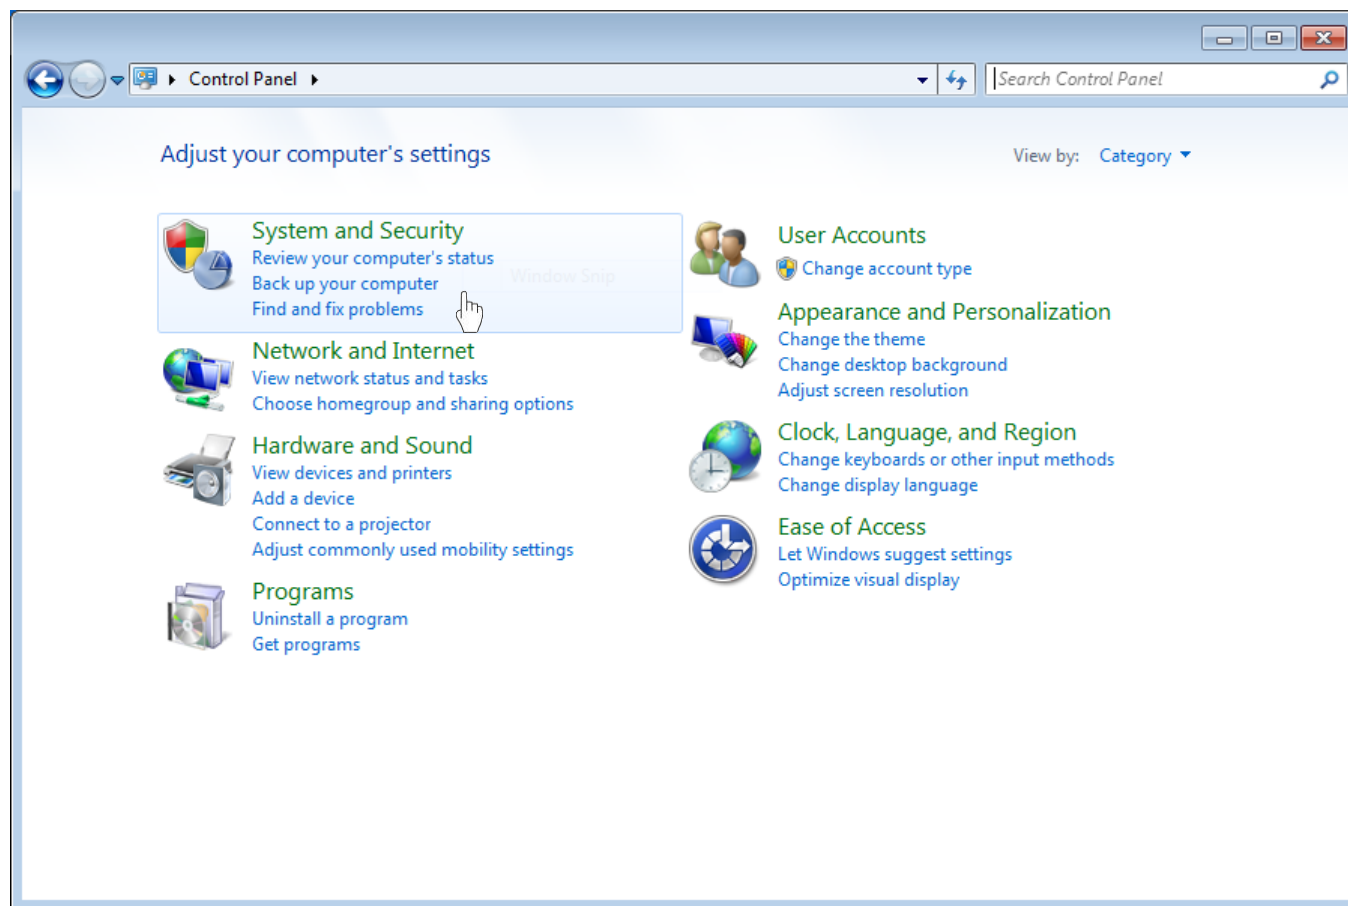 Control Panel
Search Control Panel
Adjust your computer's settings
View by: Category
System and Security
Review your computer's status
Back up your computer
Find and fix problems
Window Snip
Network and Internet
View network status and tasks
Choose homegroup and sharing options
Hardware and Sound
View devices and printers
Add a device
Connect to a projector
Adjust commonly used mobility settings
Programs
Uninstall a program
Get programs
User Accounts
Change account type
Appearance and Personalization
Change the theme
Change desktop background
Adjust screen resolution
Clock, Language, and Region
Change keyboards or other input methods
Change display language
Ease of Access
Let Windows suggest settings
Optimize visual display